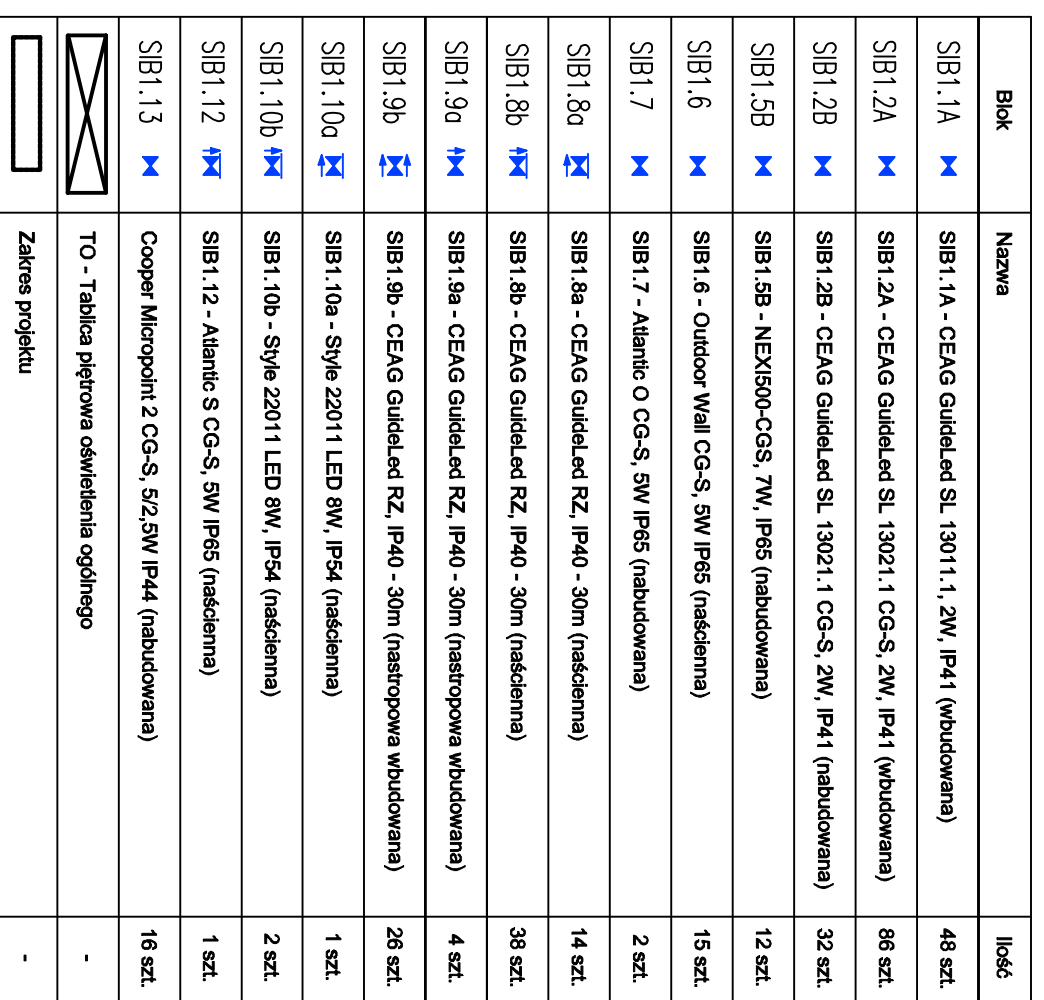 Blok Nazwa Ilość
SIB1.1A SIB1.1A - CEAG GuideLed SL 13011.1, 2W, IP41 (wbudowana) 48 szt.
SIB1.2A SIB1.2A - CEAG GuideLed SL 13021.1 CG-S, 2W, IP41 (wbudowana) 86 szt.
SIB1.2B SIB1.2B - CEAG GuideLed SL 13021.1 CG-S, 2W, IP41 (nabudowana) 32 szt.
SIB1.5B SIB1.5B - NEXI500-CGS, 7W, IP65 (nabudowana) 12 szt.
SIB1.6 SIB1.6 - Outdoor Wall CG-S, 5W IP65 (naścienna) 15 szt.
SIB1.7 SIB1.7 - Atlantic O CG-S, 5W IP65 (nabudowana) 2 szt.
SIB1.8a SIB1.8a - CEAG GuideLed RZ, IP40 - 30m (naścienna) 14 szt.
SIB1.8b SIB1.8b - CEAG GuideLed RZ, IP40 - 30m (naścienna) 38 szt.
SIB1.9a SIB1.9a - CEAG GuideLed RZ, IP40 - 30m (nastropowa wbudowana) 4 szt.
SIB1.9b SIB1.9b - CEAG GuideLed RZ, IP40 - 30m (nastropowa wbudowana) 26 szt.
SIB1.10a SIB1.10a - Style 22011 LED 8W, IP54 (naścienna) 1 szt.
SIB1.10b SIB1.10b - Style 22011 LED 8W, IP54 (naścienna) 2 szt.
SIB1.12 SIB1.12 - Atlantic S CG-S, 5W IP65 (naścienna) 1 szt.
SIB1.13 Cooper Micropoint 2 CG-S, 5/2,5W IP44 (nabudowana) 16 szt.
TO - Tablica piętrowa oświetlenia ogólnego -
Zakres projektu -